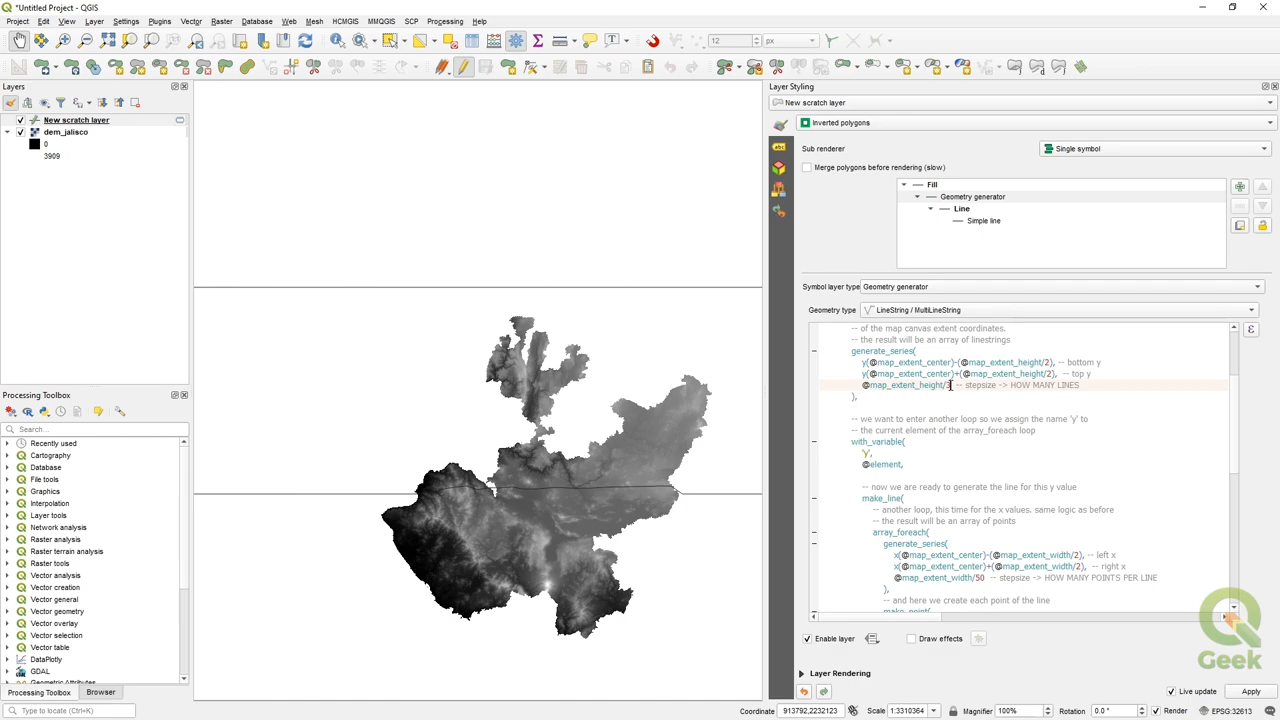 *Untitled Project - QGIS
Project Edit View Layer Settings Plugins Vector Raster Database Web Mesh HCMGIS MMQGIS SCP Processing Help
12 px
Layers
New scratch layer
dem_jalisco
0
3909
Processing Toolbox
Search...
Recently used
Cartography
Database
File tools
Graphics
Interpolation
Layer tools
Network analysis
Raster analysis
Raster terrain analysis
Raster tools
Vector analysis
Vector creation
Vector general
Vector geometry
Vector overlay
Vector selection
Vector table
DataPlotly
GDAL
Geometric Attributes
Processing Toolbox Browser
Layer Styling
New scratch layer
Inverted polygons
abc
Sub renderer Single symbol
Merge polygons before rendering (slow)
Fill
Geometry generator
Line
Simple line
Symbol layer type Geometry generator
Geometry type LineString / MultiLineString
-- of the map canvas extent coordinates.
-- the result will be an array of linestrings
generate_series(
y(@map_extent_center)-(@map_extent_height/2), -- bottom y
y(@map_extent_center)+(@map_extent_height/2), -- top y
@map_extent_height/3 -- stepsize -> HOW MANY LINES
),
-- we want to enter another loop so we assign the name 'y' to
-- the current element of the array_foreach loop
with_variable(
'y',
@element,
-- now we are ready to generate the line for this y value
make_line(
-- another loop, this time for the x values. same logic as before
-- the result will be an array of points
array_foreach(
generate_series(
x(@map_extent_center)-(@map_extent_width/2), -- left x
x(@map_extent_center)+(@map_extent_width/2), -- right x
@map_extent_width/50 -- stepsize -> HOW MANY POINTS PER LINE
),
-- and here we create each point of the line
make_point(
Enable layer Draw effects
Layer Rendering
Live update Apply
Geek
Type to locate (Ctrl+K) Coordinate 913792,2232123 Scale 1:3310364 Magnifier 100% Rotation 0.0 ° Render EPSG:32613